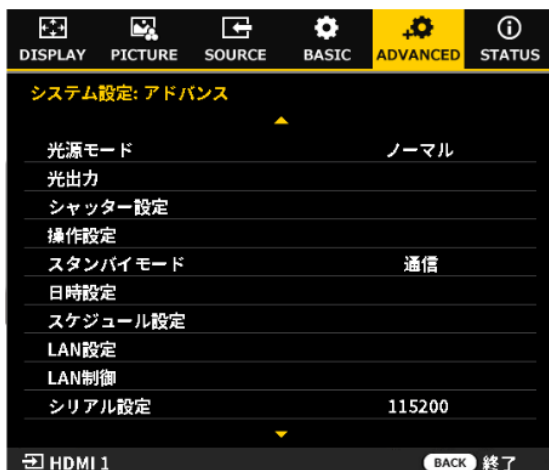 DISPLAY PICTURE SOURCE BASIC ADVANCED STATUS
システム設定: アドバンス
光源モード ノーマル
光出力
シャッター設定
操作設定
スタンバイモード 通信
日時設定
スケジュール設定
LAN設定
LAN制御
シリアル設定 115200
HDMI 1 BACK 終了